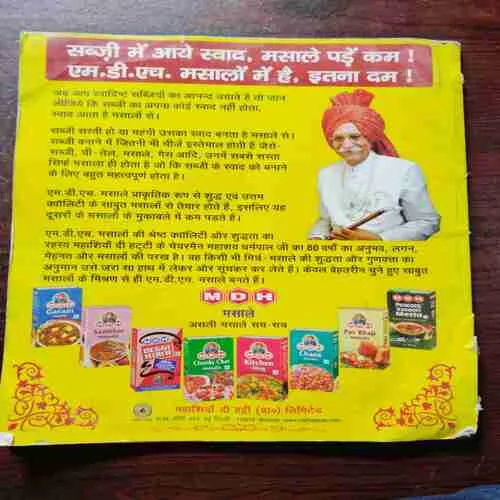 सब्ज़ी में आये स्वाद, मसाले पड़ें कम !
एम.डी.एच. मसालों में है, इतना दम !
जब आप स्वादिष्ट सब्जियों का आनन्द उठाते हैं तो जान
लीजिये कि सब्जी का अपना कोई स्वाद नहीं होता,
स्वाद आता है मसालों से।
सब्जी सस्ती हो या महंगी उसका स्वाद बनता है मसाले से।
सब्जी बनाने में जितनी भी चीजें इस्तेमाल होती हैं जैसे-
सब्जी, घी-तेल, मसाले, गैस आदि, उनमें सबसे सस्ता
सिर्फ मसाला ही होता है जो कि सब्जी के स्वाद को बनाने
के लिए बहुत महत्वपूर्ण होता है।
एम.डी.एच. मसाले प्राकृतिक रूप से शुद्ध एवं उत्तम
क्वालिटी के साबुत मसालों से तैयार होते हैं, इसलिए यह
दूसरों के मसालों के मुकाबले में कम पड़ते हैं।
एम.डी.एच. मसालों की श्रेष्ठ क्वालिटी और शुद्धता का
रहस्य महाशियाँ दी हट्टी के चेयरमैन महाशय धर्मपाल जी का 80 वर्षों का अनुभव, लगन,
मेहनत और मसालों की परख है। वह किसी भी मिर्च-मसाले की शुद्धता और गुणवत्ता का
अनुमान उसे जरा सा हाथ में लेकर और सूंघकर कर लेते हैं। केवल बेहतरीन चुने हुए साबुत
मसालों के मिश्रण से ही एम.डी.एच. मसाले बनते हैं।
MDH
मसाले
असली मसाले सच-सच
Garam
Sambhar
DEGGI MIRCH
Chunky Chat
Kitchen King
Chana
Pav Bhaji
Kasoori Methi
महाशियाँ दी हट्टी (प्रा०) लिमिटेड